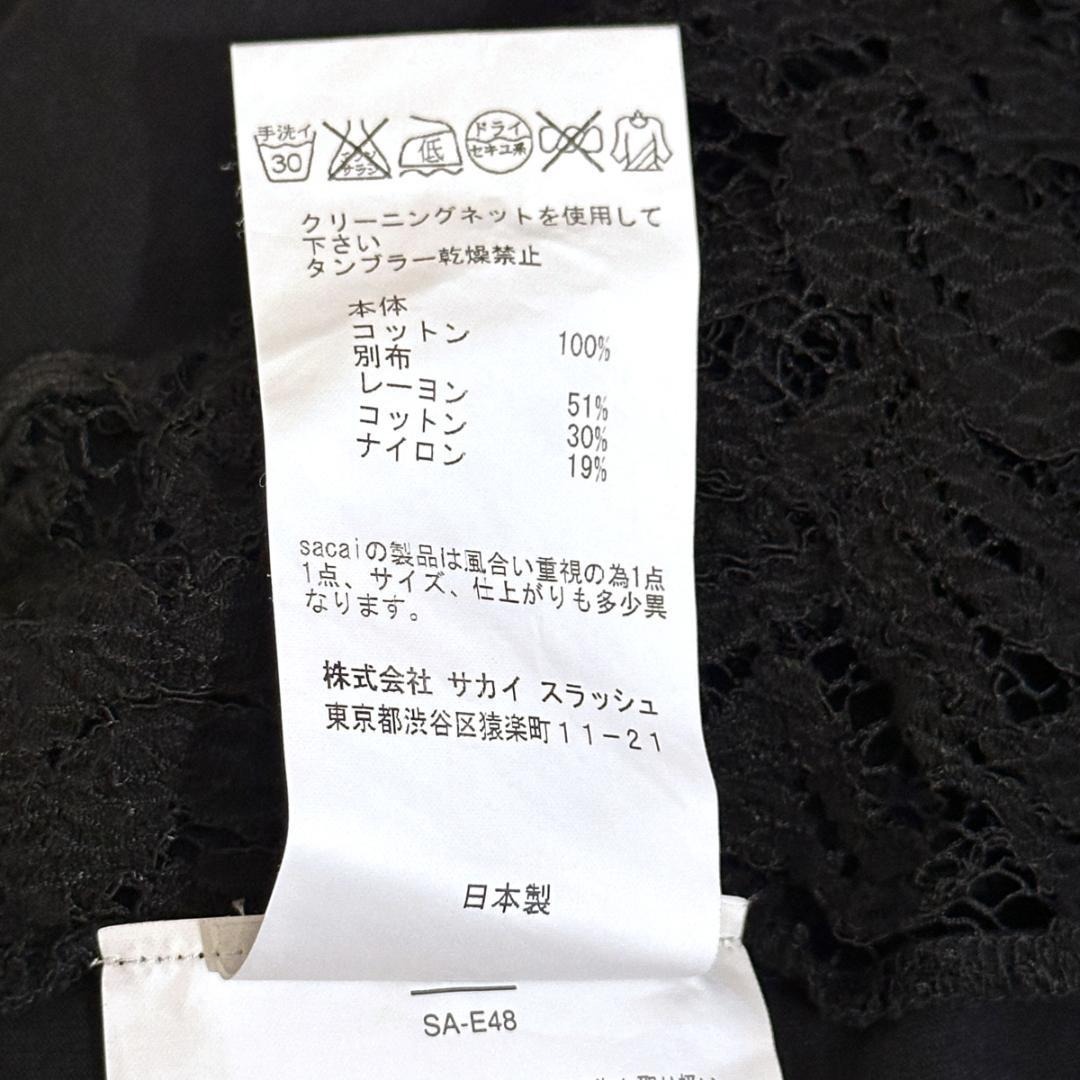 手洗イ
30
エンソ
サラシ
低
ドライ
セキユ系
クリーニングネットを使用して
下さい
タンブラー乾燥禁止
本体
コットン 100%
別布
レーヨン 51%
コットン 30%
ナイロン 19%
sacaiの製品は風合い重視の為1点
1点、サイズ、仕上がりも多少異
なります。
株式会社 サカイ スラッシュ
東京都渋谷区猿楽町11-21
日本製
SA-E48